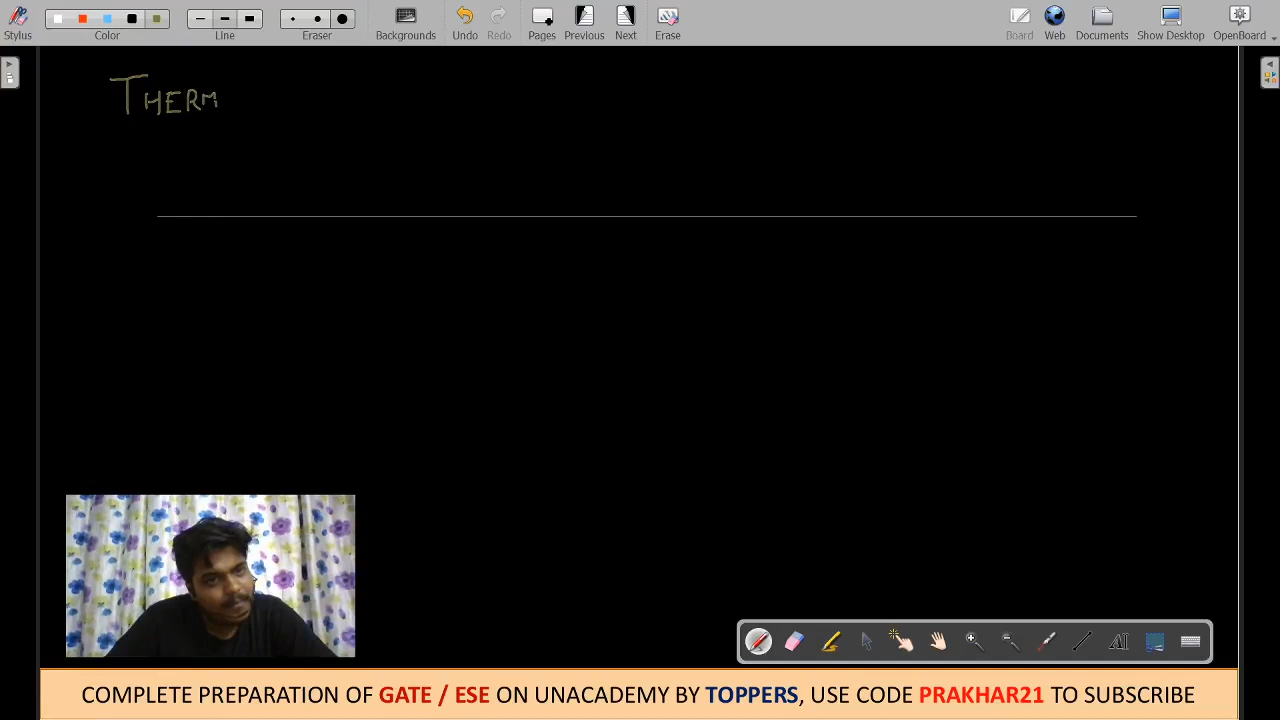 Stylus Color Line Eraser Backgrounds Undo Redo Pages Previous Next Erase Board Web Documents Show Desktop OpenBoard
THERM
AI
COMPLETE PREPARATION OF GATE / ESE ON UNACADEMY BY TOPPERS, USE CODE PRAKHAR21 TO SUBSCRIBE